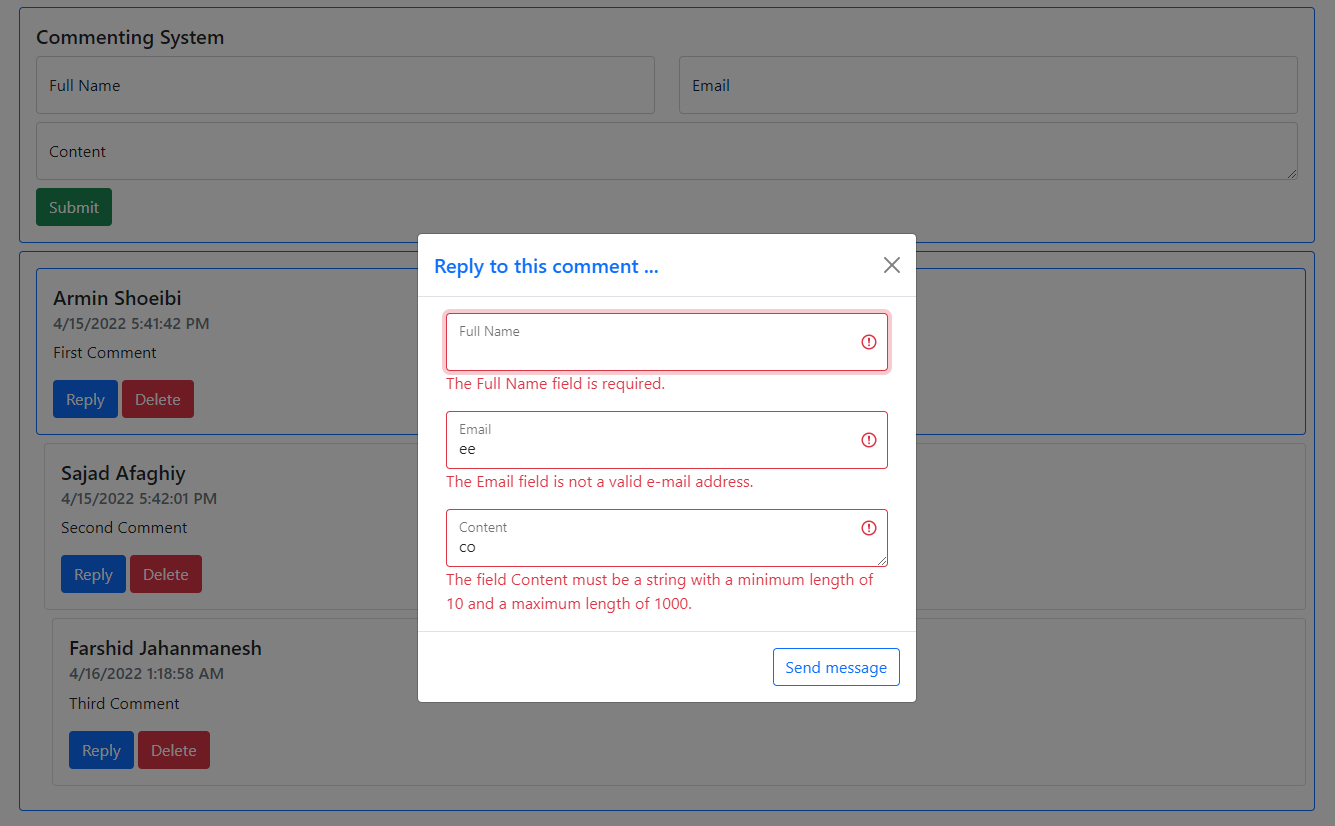 Commenting System
Full Name
Email
Content
Submit
Armin Shoeibi
4/15/2022 5:41:42 PM
First Comment
Reply
Delete
Sajad Afaghiy
4/15/2022 5:42:01 PM
Second Comment
Reply
Delete
Farshid Jahanmanesh
4/16/2022 1:18:58 AM
Third Comment
Reply
Delete
Reply to this comment ...
Full Name
The Full Name field is required.
Email
ee
The Email field is not a valid e-mail address.
Content
co
The field Content must be a string with a minimum length of
10 and a maximum length of 1000.
Send message